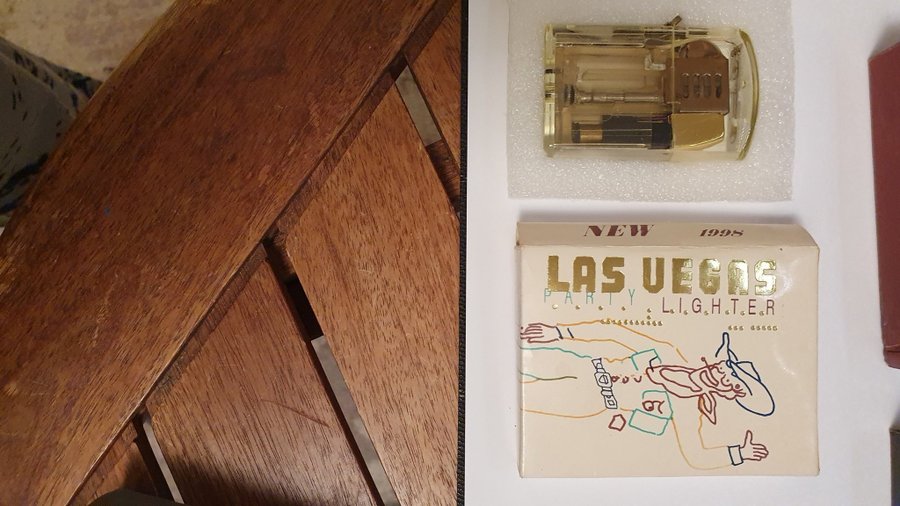 NEW 1998
LAS VEGAS
PARTY LIGHTER